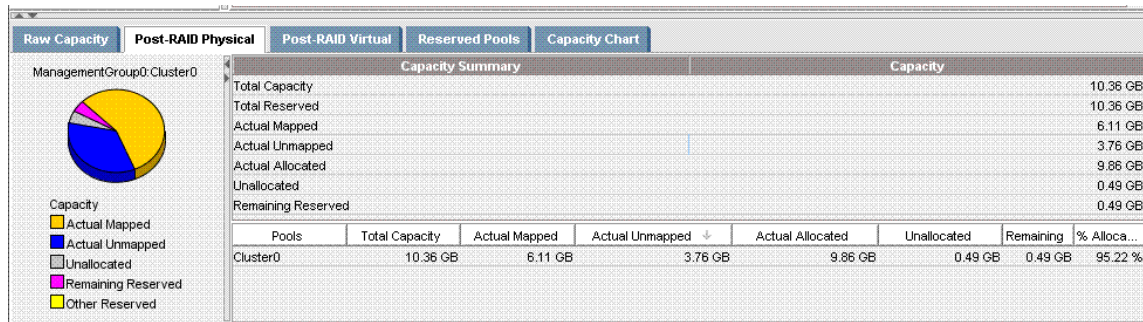 Raw Capacity Post-RAID Physical Post-RAID Virtual Reserved Pools Capacity Chart
ManagementGroup0:Cluster0
Capacity
Actual Mapped
Actual Unmapped
Unallocated
Remaining Reserved
Other Reserved
Capacity Summary Capacity
Total Capacity 10.36 GB
Total Reserved 10.36 GB
Actual Mapped 6.11 GB
Actual Unmapped 3.76 GB
Actual Allocated 9.86 GB
Unallocated 0.49 GB
Remaining Reserved 0.49 GB
Pools Total Capacity Actual Mapped Actual Unmapped Actual Allocated Unallocated Remaining % Alloca...
Cluster0 10.36 GB 6.11 GB 3.76 GB 9.86 GB 0.49 GB 0.49 GB 95.22 %